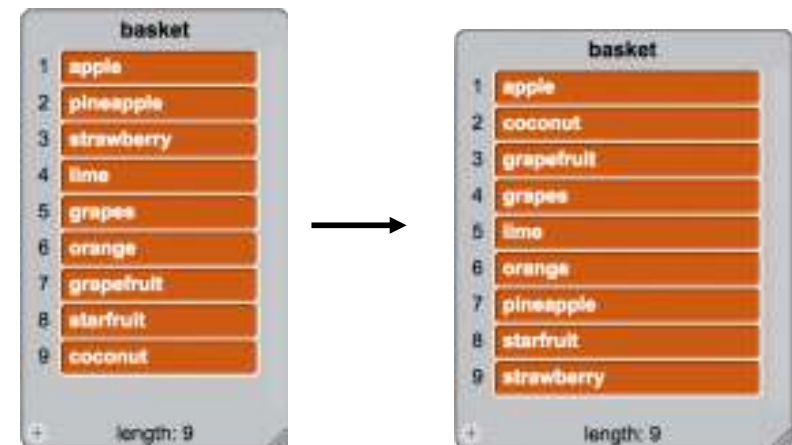 basket
1 apple
2 pineapple
3 strawberry
4 lime
5 grapes
6 orange
7 grapefruit
8 starfruit
9 coconut
+ length: 9
basket
1 apple
2 coconut
3 grapefruit
4 grapes
5 lime
6 orange
7 pineapple
8 starfruit
9 strawberry
+ length: 9